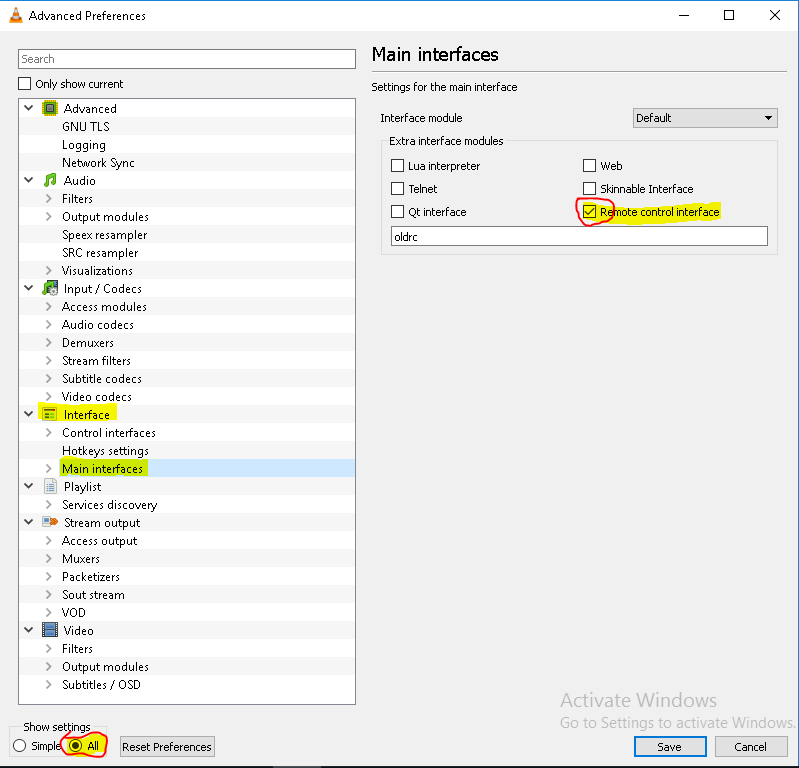 Advanced Preferences
Search
Only show current
Advanced
GNU TLS
Logging
Network Sync
Audio
Filters
Output modules
Speex resampler
SRC resampler
Visualizations
Input / Codecs
Access modules
Audio codecs
Demuxers
Stream filters
Subtitle codecs
Video codecs
Interface
Control interfaces
Hotkeys settings
Main interfaces
Playlist
Services discovery
Stream output
Access output
Muxers
Packetizers
Sout stream
VOD
Video
Filters
Output modules
Subtitles / OSD
Show settings
Simple All
Reset Preferences
Main interfaces
Settings for the main interface
Interface module Default
Extra interface modules
Lua interpreter Web
Telnet Skinnable Interface
Qt interface Remote control interface
oldrc
Activate Windows
Go to Settings to activate Windows.
Save Cancel